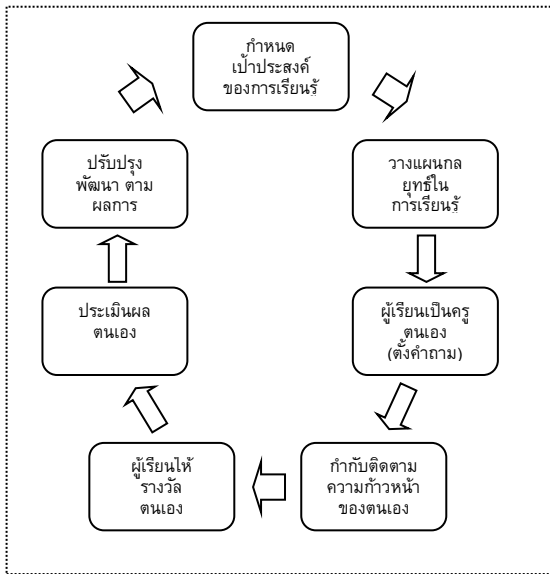 กำหนด
เป้าประสงค์
ของการเรียนรู้
วางแผนกล
ยุทธ์ใน
การเรียนรู้
ผู้เรียนเป็นครู
ตนเอง
(ตั้งคำถาม)
กำกับติดตาม
ความก้าวหน้า
ของตนเอง
ผู้เรียนให้
รางวัล
ตนเอง
ประเมินผล
ตนเอง
ปรับปรุง
พัฒนา ตาม
ผลการ